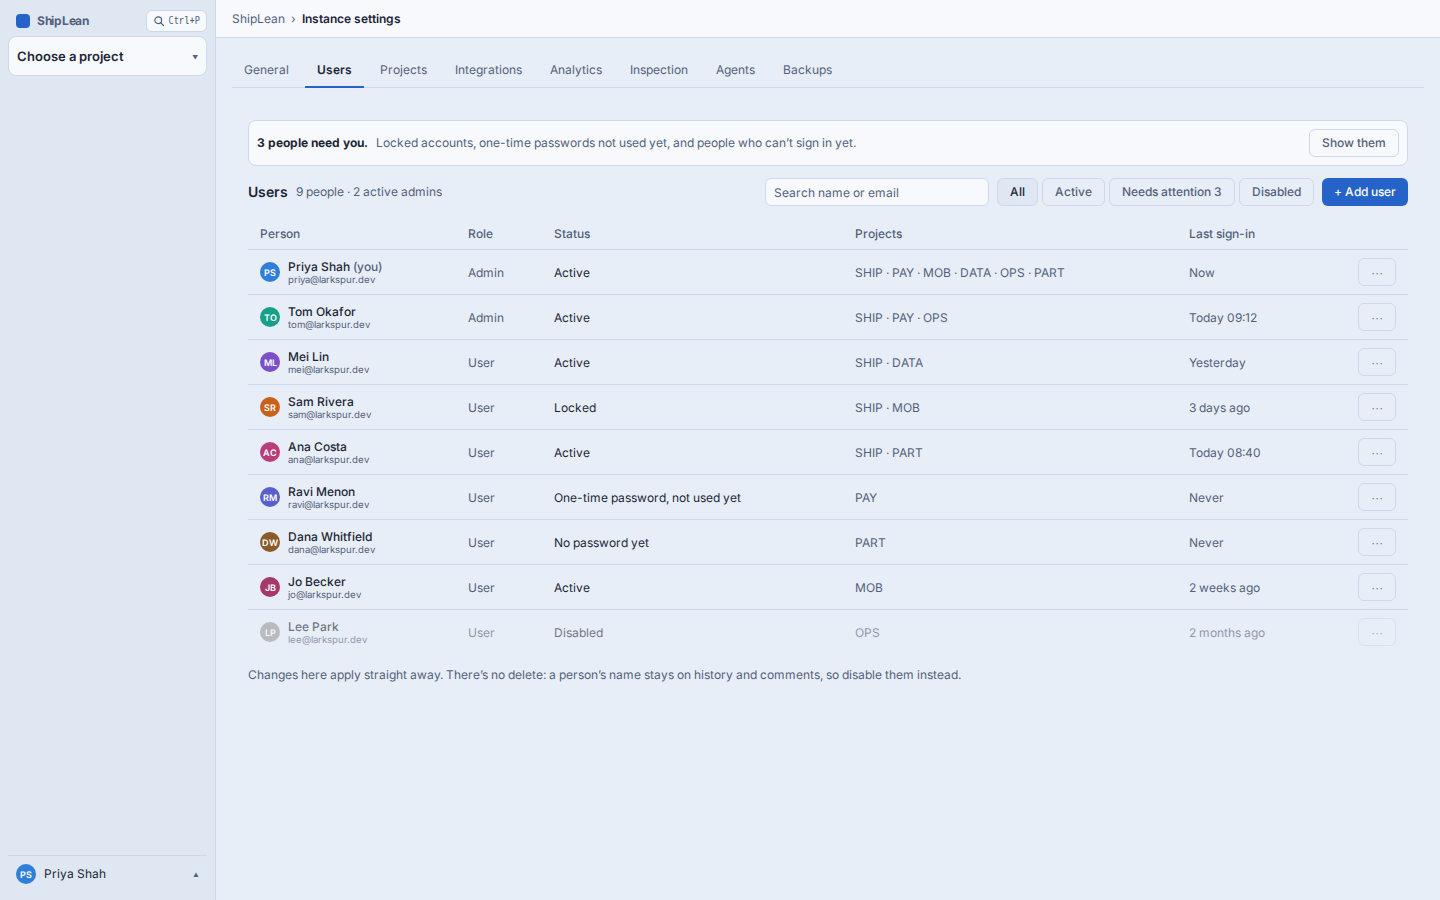 ShipLean
Ctrl+P
Choose a project
ShipLean › Instance settings
General Users Projects Integrations Analytics Inspection Agents Backups
3 people need you. Locked accounts, one-time passwords not used yet, and people who can’t sign in yet. Show them
Users 9 people · 2 active admins Search name or email All Active Needs attention 3 Disabled + Add user
Person Role Status Projects Last sign-in
PS Priya Shah (you) Admin Active SHIP · PAY · MOB · DATA · OPS · PART Now ···
priya@larkspur.dev
TO Tom Okafor Admin Active SHIP · PAY · OPS Today 09:12 ···
tom@larkspur.dev
ML Mei Lin User Active SHIP · DATA Yesterday ···
mei@larkspur.dev
SR Sam Rivera User Locked SHIP · MOB 3 days ago ···
sam@larkspur.dev
AC Ana Costa User Active SHIP · PART Today 08:40 ···
ana@larkspur.dev
RM Ravi Menon User One-time password, not used yet PAY Never ···
ravi@larkspur.dev
DW Dana Whitfield User No password yet PART Never ···
dana@larkspur.dev
JB Jo Becker User Active MOB 2 weeks ago ···
jo@larkspur.dev
LP Lee Park User Disabled OPS 2 months ago ···
lee@larkspur.dev
Changes here apply straight away. There’s no delete: a person’s name stays on history and comments, so disable them instead.
PS Priya Shah